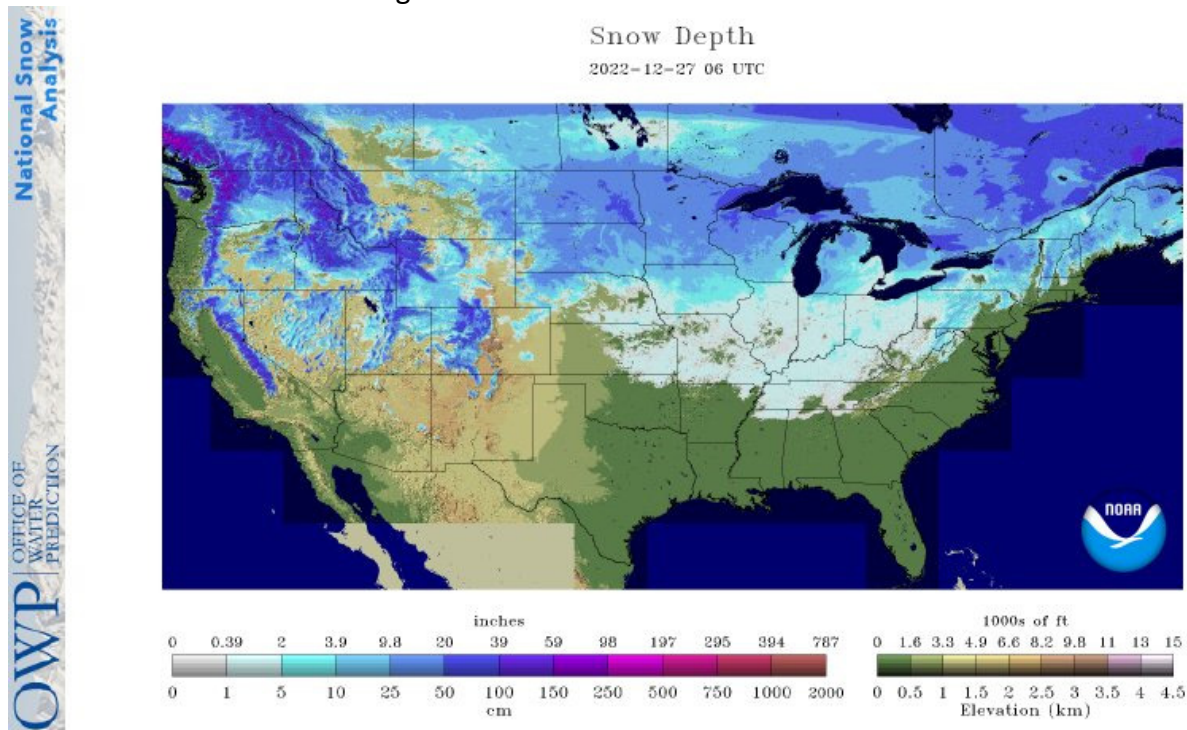 National Snow
Analysis
OWP
OFFICE OF
WATER
PREDICTION
Snow Depth
2022-12-27 06 UTC
NOAA
inches
0 0.39 2 3.9 9.8 20 39 59 98 197 295 394 787
0 1 5 10 25 50 100 150 250 500 750 1000 2000
cm
1000s of ft
0 1.6 3.3 4.9 6.6 8.2 9.8 11 13 15
0 0.5 1 1.5 2 2.5 3 3.5 4 4.5
Elevation (km)